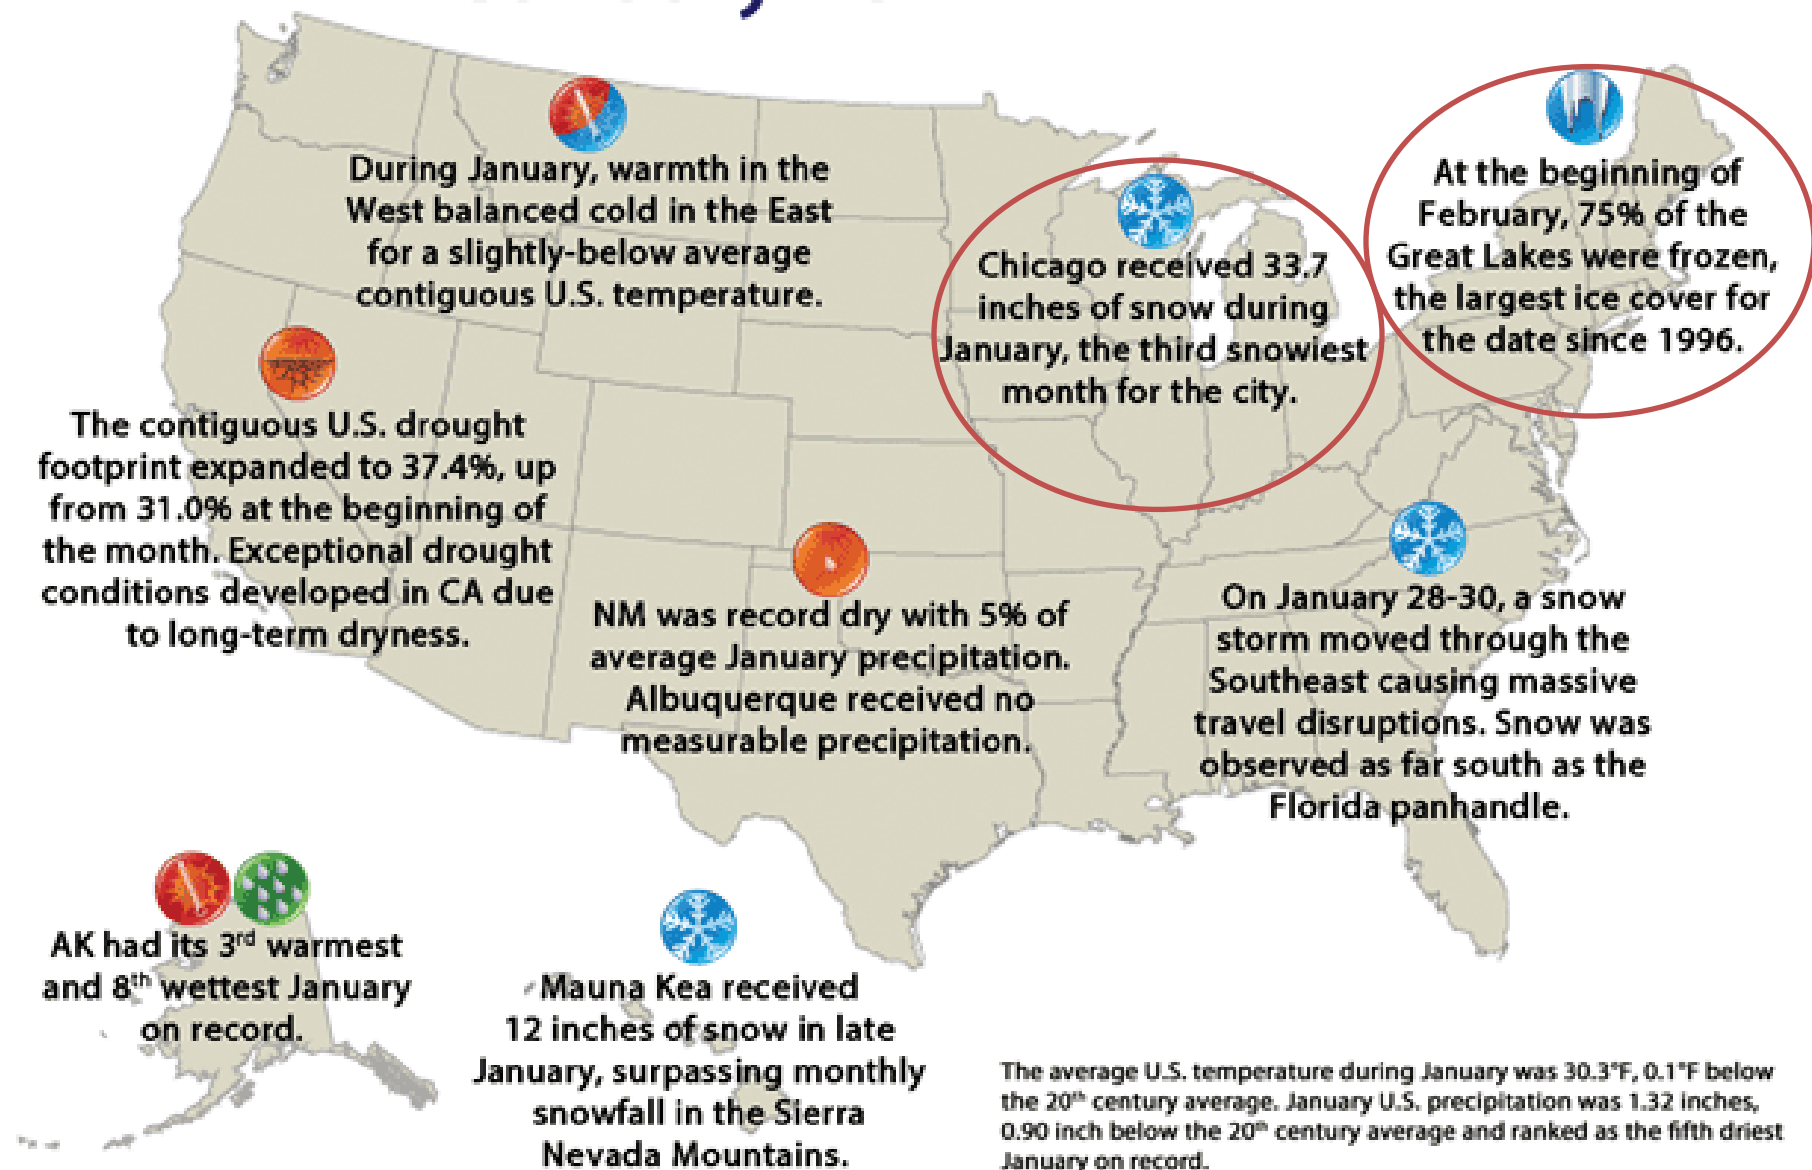 During January, warmth in the
West balanced cold in the East
for a slightly-below average
contiguous U.S. temperature.
Chicago received 33.7
inches of snow during
January, the third snowiest
month for the city.
At the beginning of
February, 75% of the
Great Lakes were frozen,
the largest ice cover for
the date since 1996.
The contiguous U.S. drought
footprint expanded to 37.4%, up
from 31.0% at the beginning of
the month. Exceptional drought
conditions developed in CA due
to long-term dryness.
NM was record dry with 5% of
average January precipitation.
Albuquerque received no
measurable precipitation.
On January 28-30, a snow
storm moved through the
Southeast causing massive
travel disruptions. Snow was
observed as far south as the
Florida panhandle.
AK had its 3rd warmest
and 8th wettest January
on record.
Mauna Kea received
12 inches of snow in late
January, surpassing monthly
snowfall in the Sierra
Nevada Mountains.
The average U.S. temperature during January was 30.3°F, 0.1°F below
the 20th century average. January U.S. precipitation was 1.32 inches,
0.90 inch below the 20th century average and ranked as the fifth driest
January on record.